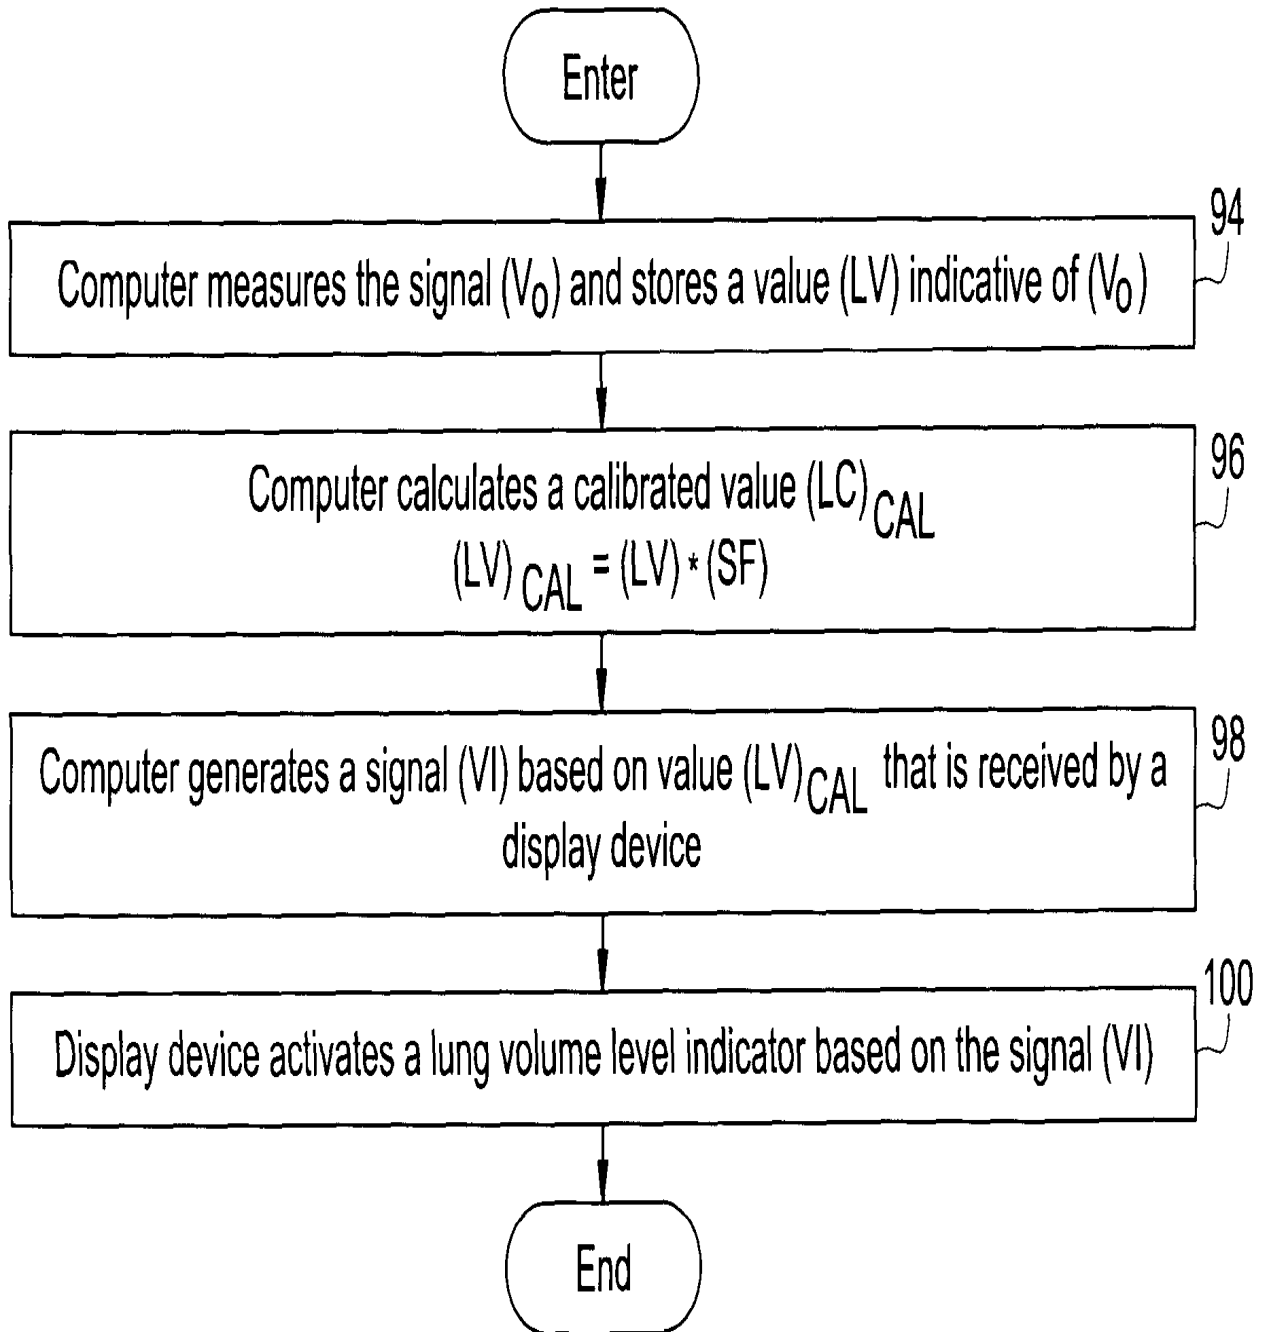 Enter
94
Computer measures the signal (VO) and stores a value (LV) indicative of (VO)
96
Computer calculates a calibrated value (LC)CAL
(LV)CAL = (LV) * (SF)
98
Computer generates a signal (VI) based on value (LV)CAL that is received by a
display device
100
Display device activates a lung volume level indicator based on the signal (VI)
End